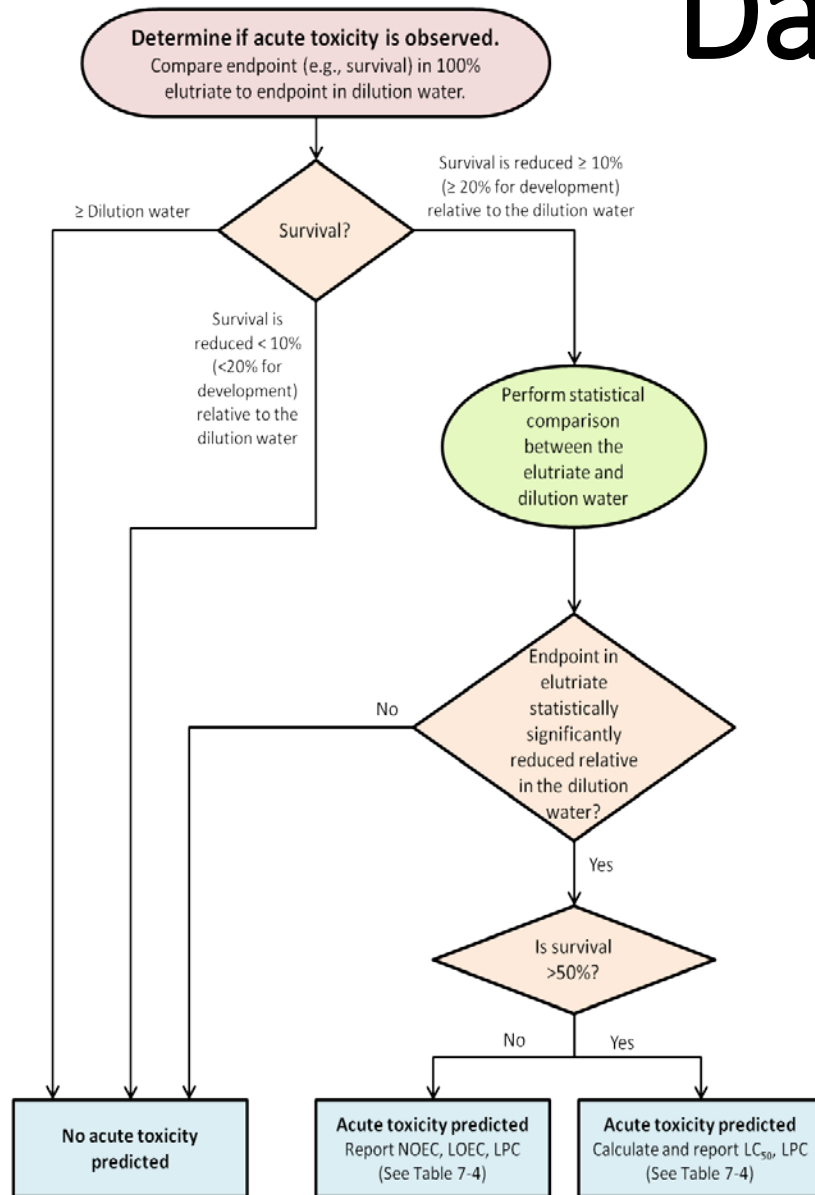 Da
Determine if acute toxicity is observed.
Compare endpoint (e.g., survival) in 100%
elutriate to endpoint in dilution water.
Survival is reduced ≥ 10%
(≥ 20% for development)
relative to the dilution water
≥ Dilution water
Survival?
Survival is
reduced < 10%
(<20% for
development)
relative to the
dilution water
Perform statistical
comparison
between the
elutriate and
dilution water
Endpoint in
elutriate
statistically
significantly
reduced relative
in the dilution
water?
No
Yes
Is survival
>50%?
No
Yes
No acute toxicity
predicted
Acute toxicity predicted
Report NOEC, LOEC, LPC
(See Table 7-4)
Acute toxicity predicted
Calculate and report LC₅₀, LPC
(See Table 7-4)